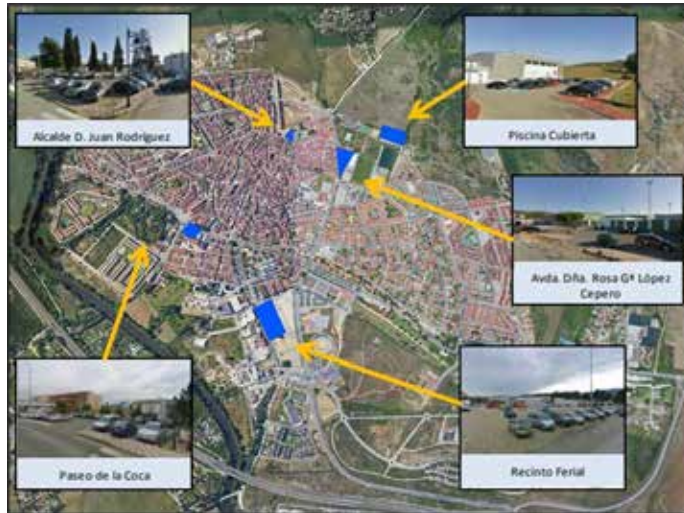 Alcalde D. Juan Rodríguez
Piscina Cubierta
Avda. Dña. Rosa Gª López
Cepero
Paseo de la Coca
Recinto Ferial